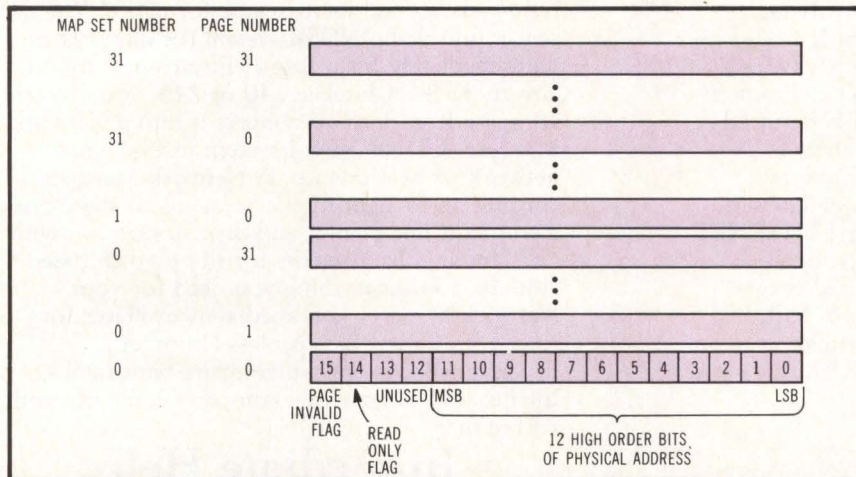 MAP SET NUMBER PAGE NUMBER
31 31
31 0
1 0
0 31
0 1
0 0 15 14 13 12 11 10 9 8 7 6 5 4 3 2 1 0
PAGE INVALID FLAG
READ ONLY FLAG
UNUSED
MSB
LSB
12 HIGH ORDER BITS
OF PHYSICAL ADDRESS